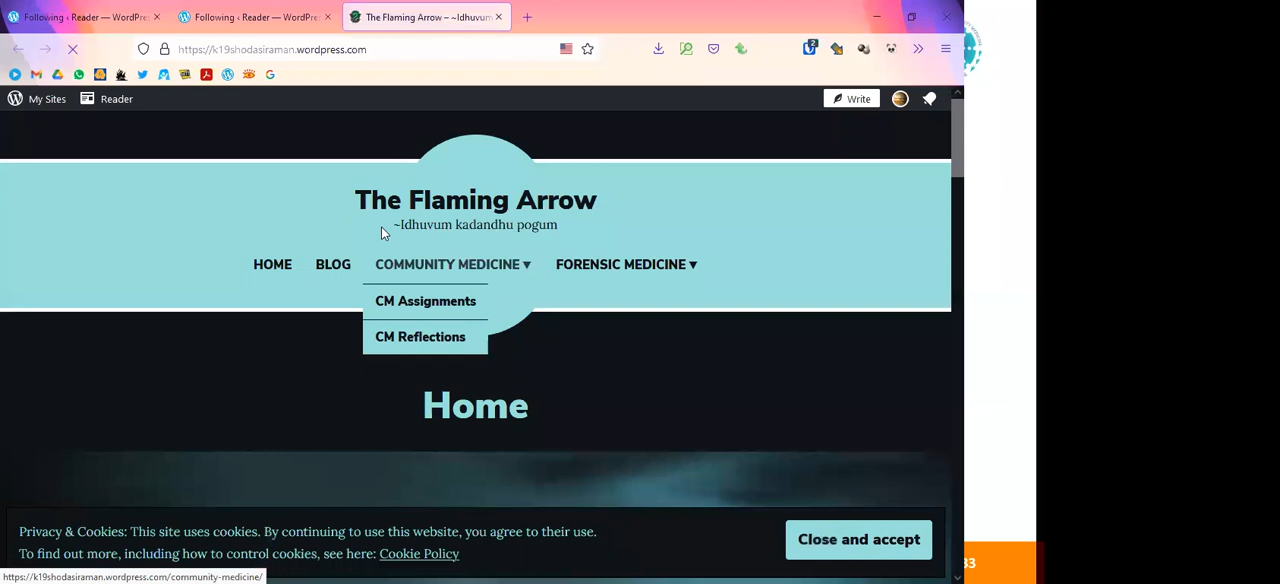 Following ‹ Reader — WordPre
Following ‹ Reader — WordPre
The Flaming Arrow – ~Idhuvum
https://k19shodasiraman.wordpress.com
2
My Sites
Reader
Write
The Flaming Arrow
~Idhuvum kadandhu pogum
HOME
BLOG
COMMUNITY MEDICINE ▼
FORENSIC MEDICINE ▼
CM Assignments
CM Reflections
Home
Privacy & Cookies: This site uses cookies. By continuing to use this website, you agree to their use.
To find out more, including how to control cookies, see here: Cookie Policy
Close and accept
https://k19shodasiraman.wordpress.com/community-medicine/
33